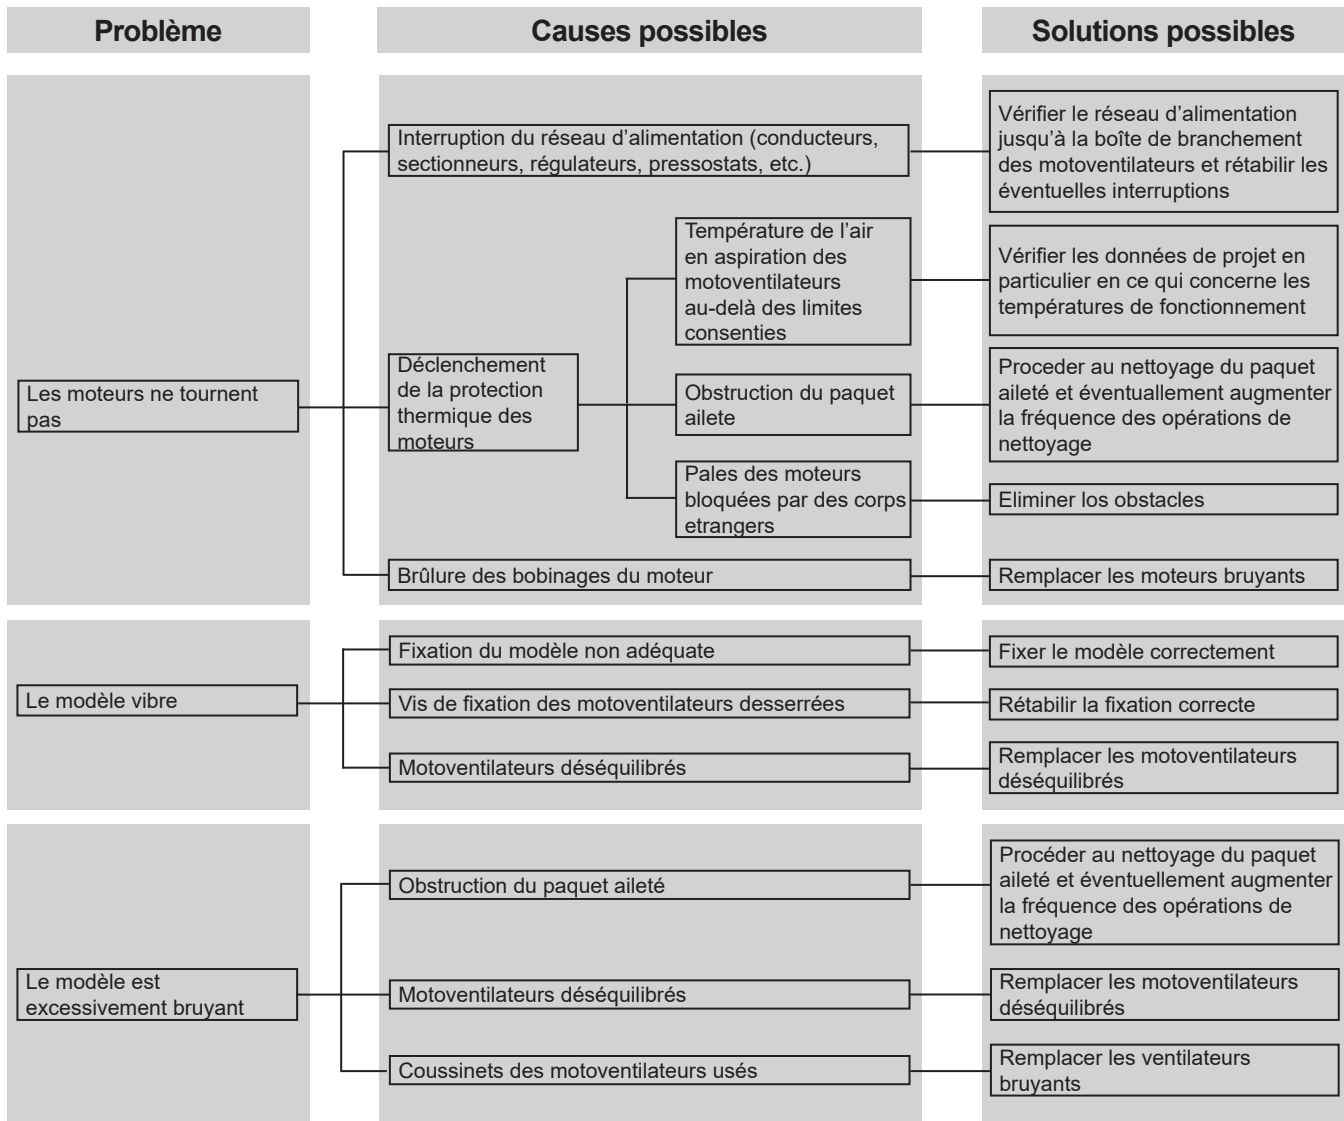 Problème
Causes possibles
Solutions possibles
Les moteurs ne tournent
pas
Interruption du réseau d’alimentation (conducteurs,
sectionneurs, régulateurs, pressostats, etc.)
Vérifier le réseau d’alimentation
jusqu’à la boîte de branchement
des motoventilateurs et rétabilir les
éventuelles interruptions
Déclenchement
de la protection
thermique des
moteurs
Température de l’air
en aspiration des
motoventilateurs
au-delà des limites
consenties
Vérifier les données de projet en
particulier en ce qui concerne les
températures de fonctionnement
Obstruction du paquet
ailete
Proceder au nettoyage du paquet
aileté et éventuallement augmenter
la fréquence des opérations de
nettoyage
Pales des moteurs
bloquées par des corps
etrangers
Eliminer los obstacles
Brûlure des bobinages du moteur
Remplacer les moteurs bruyants
Le modèle vibre
Fixation du modèle non adéquate
Fixer le modèle correctement
Vis de fixation des motoventilateurs desserrées
Rétabilir la fixation correcte
Motoventilateurs déséquilibrés
Remplacer les motoventilateurs
déséquilibrés
Le modèle est
excessivement bruyant
Obstruction du paquet aileté
Procéder au nettoyage du paquet
aileté et éventuellement augmenter
la fréquence des opérations de
nettoyage
Motoventilateurs déséquilibrés
Remplacer les motoventilateurs
déséquilibrés
Coussinets des motoventilateurs usés
Remplacer les ventilateurs
bruyants